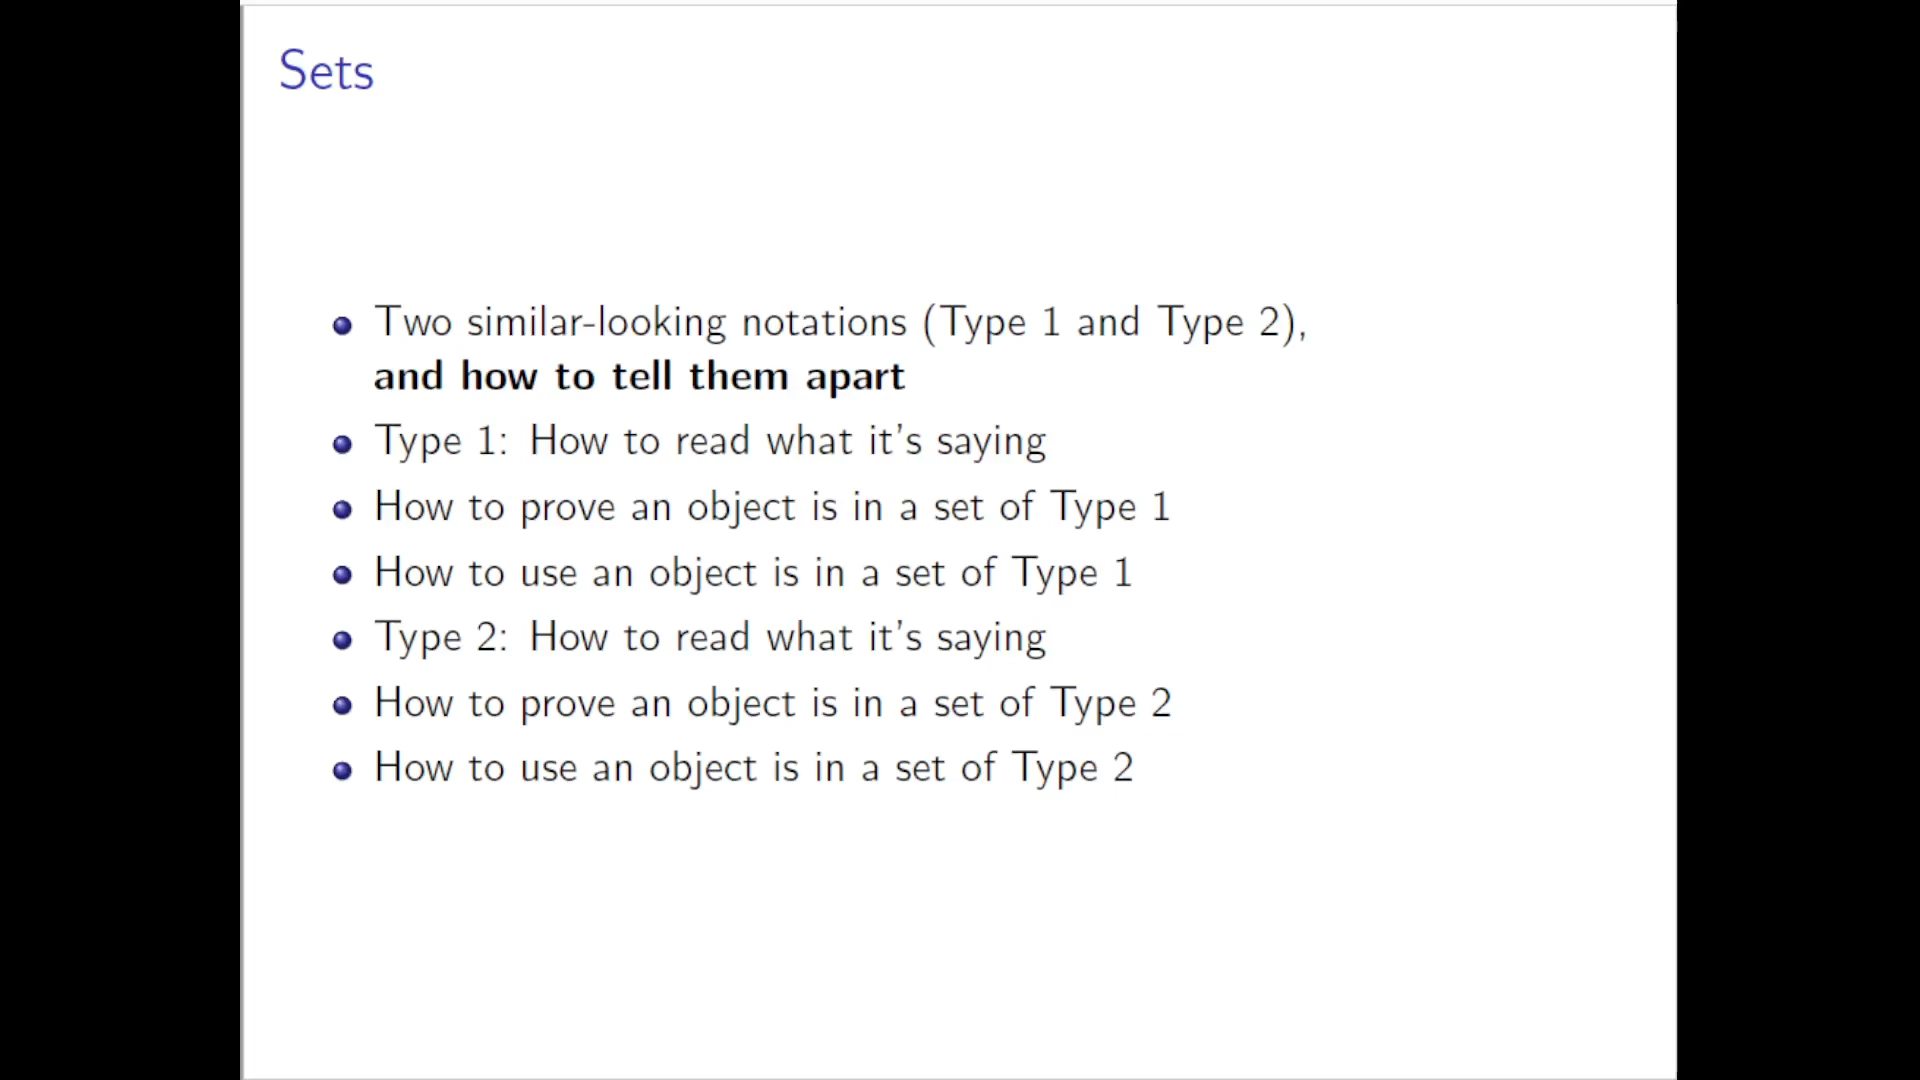 Sets
Two similar-looking notations (Type 1 and Type 2),
and how to tell them apart
Type 1: How to read what it's saying
How to prove an object is in a set of Type 1
How to use an object is in a set of Type 1
Type 2: How to read what it's saying
How to prove an object is in a set of Type 2
How to use an object is in a set of Type 2